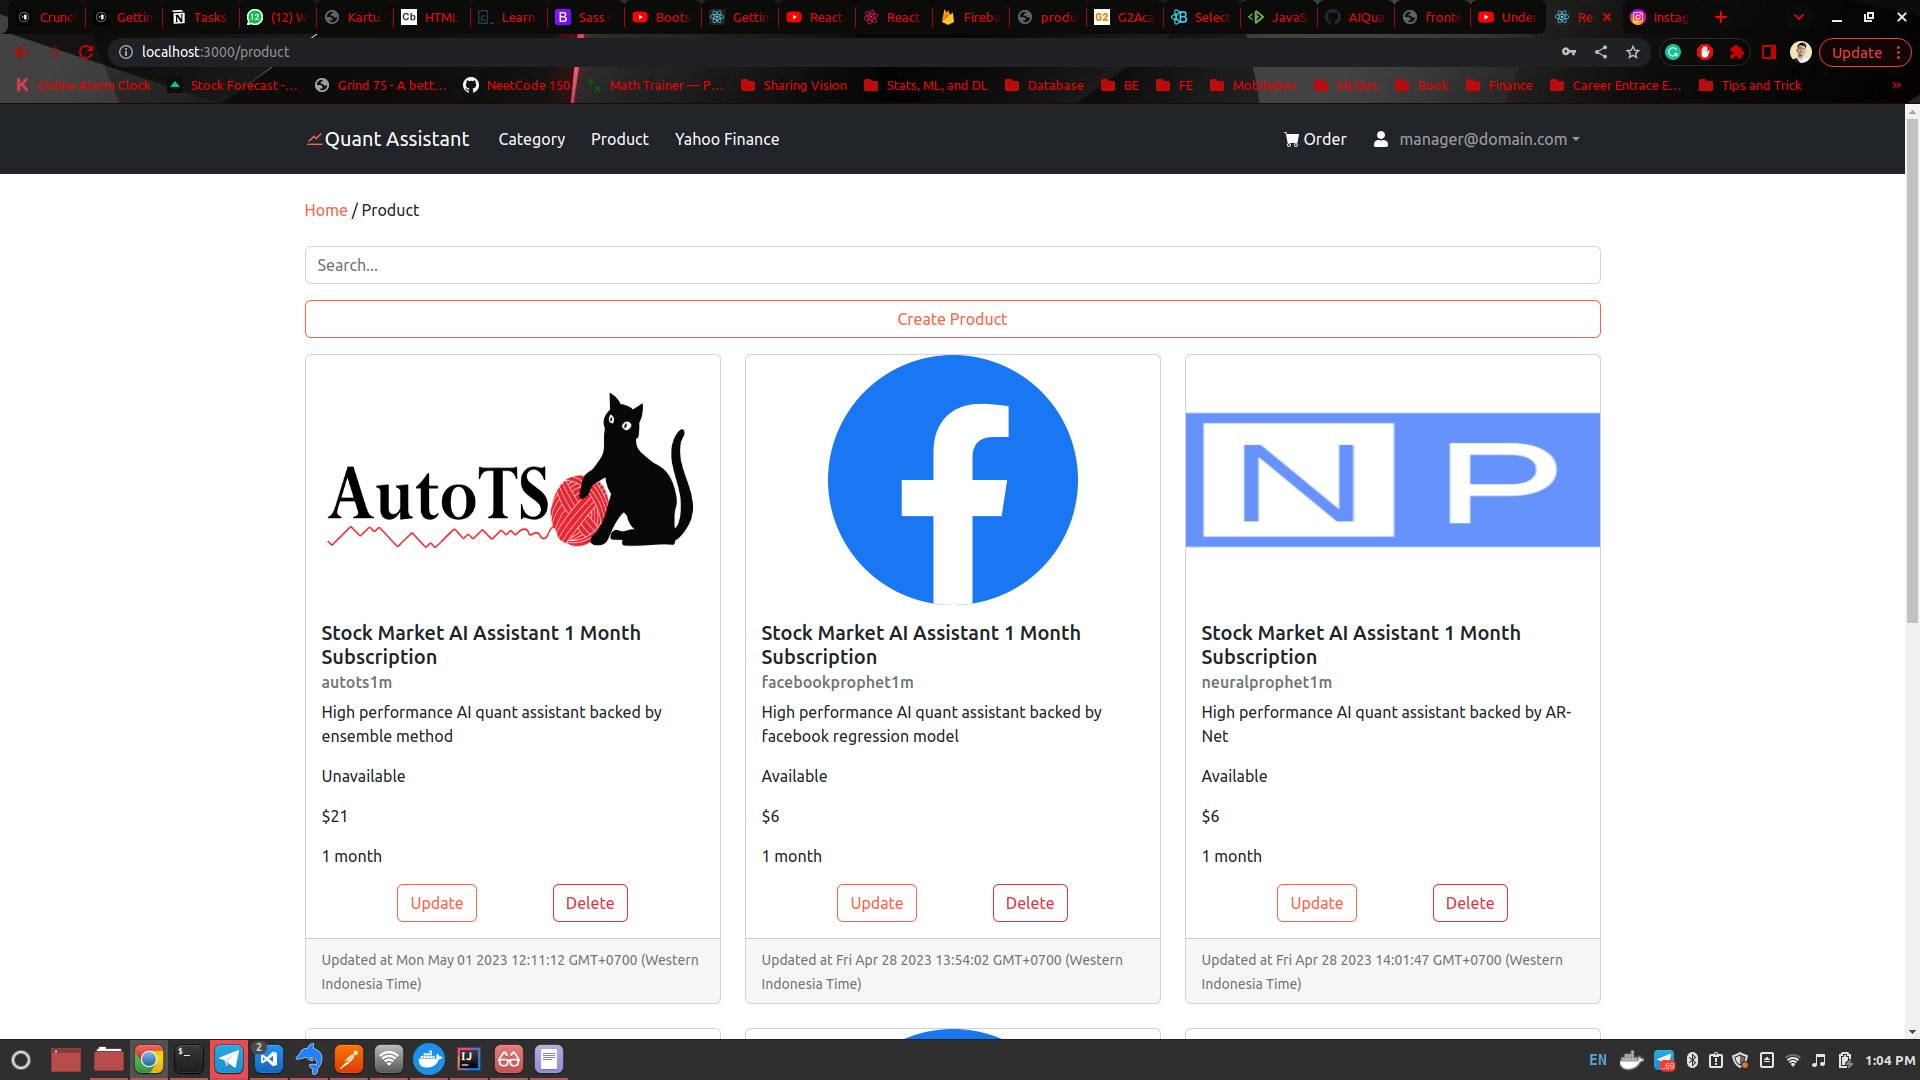 Crunc
Gettin
Tasks
(12) W
Kartu
HTML
Learn
Sass -
Boots
Gettin
React
React
Fireba
produ
G2Aca
Select
JavaS
AIQua
fronte
Under
Re
Instag
localhost:3000/product
Update
Online Alarm Clock
Stock Forecast -...
Grind 75 - A bett...
NeetCode 150
Math Trainer — P...
Sharing Vision
Stats, ML, and DL
Database
BE
FE
MobileDev
MLOps
Book
Finance
Career Entrace E...
Tips and Trick
»
Quant Assistant
Category
Product
Yahoo Finance
Order
manager@domain.com
Home / Product
Search...
Create Product
AutoTS
Stock Market AI Assistant 1 Month
Subscription
autots1m
High performance AI quant assistant backed by
ensemble method
Unavailable
$21
1 month
Update
Delete
Updated at Mon May 01 2023 12:11:12 GMT+0700 (Western
Indonesia Time)
f
Stock Market AI Assistant 1 Month
Subscription
facebookprophet1m
High performance AI quant assistant backed by
facebook regression model
Available
$6
1 month
Update
Delete
Updated at Fri Apr 28 2023 13:54:02 GMT+0700 (Western
Indonesia Time)
N P
Stock Market AI Assistant 1 Month
Subscription
neuralprophet1m
High performance AI quant assistant backed by AR-
Net
Available
$6
1 month
Update
Delete
Updated at Fri Apr 28 2023 14:01:47 GMT+0700 (Western
Indonesia Time)
2
IJ
EN
69
1:04 PM